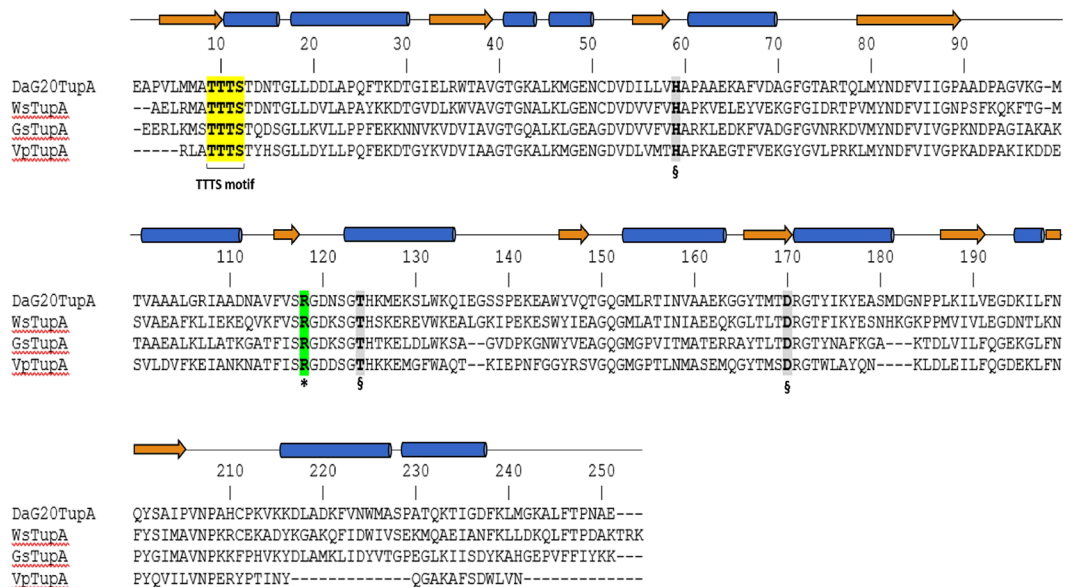 10 20 30 40 50 60 70 80 90
DaG20TupA EAPVLMMATTTSTDNTGLLDDLAPQFTKDTGIELRWTAVGTGKALKMGENCDVDILLVHAPAAEKAFVDAGFGTARTQLMYNDFVIIGPAADPAGVKG-M
WsTupA --AELRMATTTSTDNTGLLDVLAPAYKKDTGVDLKWVAVGTGKALKMGENCDVDVVFVHAPKVELEYVEKGFGIDRTPVMYNDFVIIGNPSFKQKFTG-M
GsTupA -EERLKMSTTTSTQDSGLLKVLLPPFEKKNNVKVDVIAVGTGQALKLGEAGDVDVVFVHARKLEDKFVADGFGVNRKDVMYNDFVIVGPKNDPAGIAKAK
VpTupA -----RLATTTSTYHSGLLDYLLPQFEKDTGYKVDVIAAGTGKALKMGENGDVDLVMTHAPKAEGTFVEKGYGVLPRKLMYNDFVIVGPKADPAKIKDDE
TTTS motif
§
110 120 130 140 150 160 170 180 190
DaG20TupA TVAAALGRIAADNAVFVSRGDNSGTHKMEKSLWKQIEGSSPEKEAWYVQTGQGMLRTINVAAEKGGYTMTDRGTYIKYEASMDGNPPLKILVEGDKILFN
WsTupA SVAEAFKLIEKEQVKFVSRGDKSGTHSKEREVWKEALGKIPEKESWYIEAGQGMLATINIAEEQKGLTLTDRGTFIKYESNHKGKPPMVIVLEGDNTLKN
GsTupA TAAEALKLLATKGATFISRGDKSGTHTKELDLWKSA--GVDPKGNWYVEAGQGMGPVITMATERRAYTLTDRGTYNAFKGA---KTDLVILFQGEKGLFN
VpTupA SVLDVFKEIANKNATFISRGDDSGTHKKEMGFWAQT--KIEPNFGGYRSVGQGMGPTLNMASEMQGYTMSDRGTWLAYQN----KLDLEILFQGDEKLFN
* § §
210 220 230 240 250
DaG20TupA QYSAIPVNPAHCPKVKKDLADKFVNWMASPATQKTIGDFKLMGKALFTPNAE---
WsTupA FYSIMAVNPKRCEKADYKGAKQFIDWIVSEKMQAEIANFKLLDKQLFTPDAKTRK
GsTupA PYGIMAVNPKKFPHVKYDLAMKLIDYVTGPEGLKIISDYKAHGEPVFFIYKK---
VpTupA PYQVILVNPERYPTINY-------------QGAKAFSDWLVN-------------